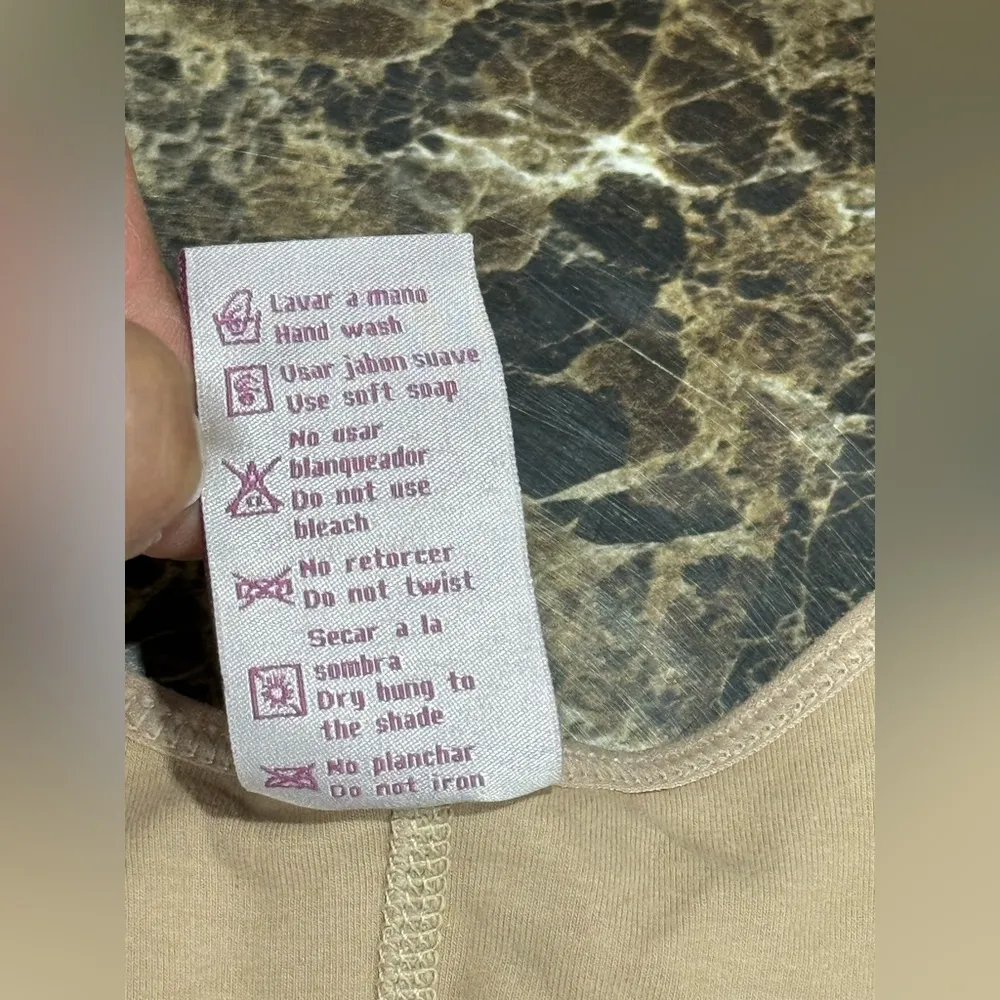 Lavar a mano
Hand wash
Usar jabon suave
Use soft soap
No usar
blanqueador
Do not use
bleach
No retorcer
Do not twist
Secar a la
sombra
Dry hung to
the shade
No planchar
Do not iron